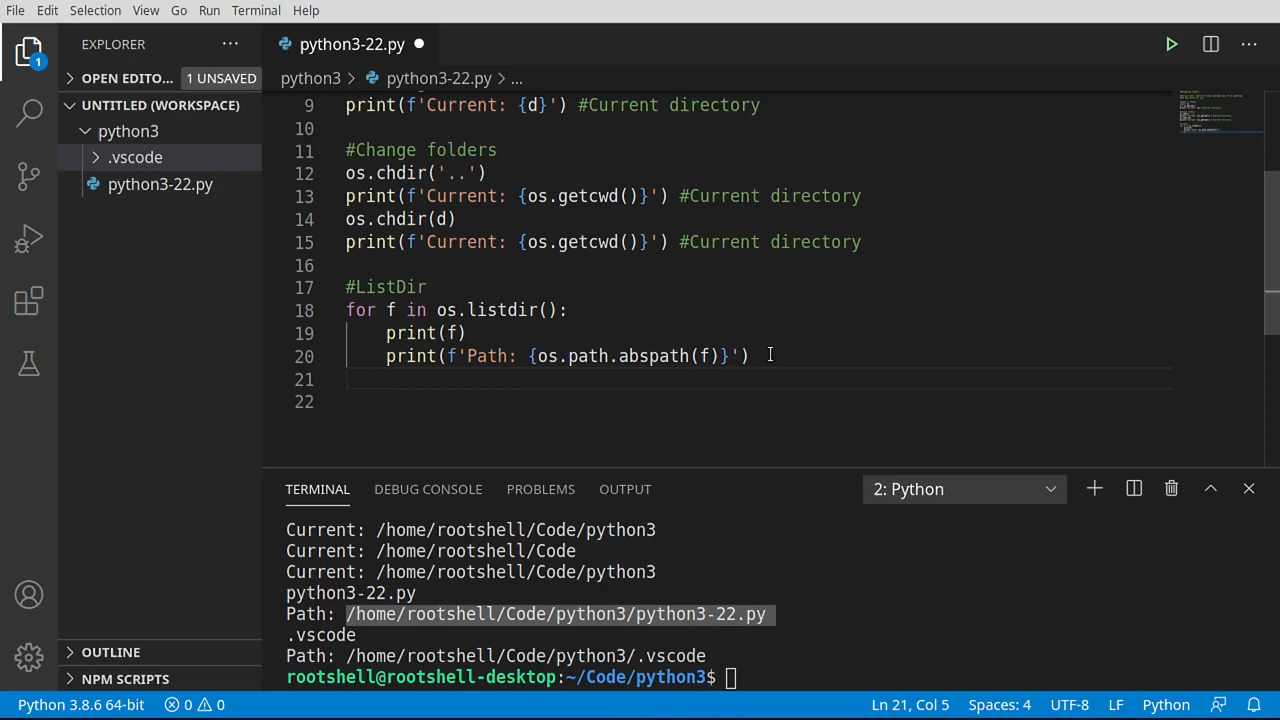 File Edit Selection View Go Run Terminal Help
EXPLORER
python3-22.py
OPEN EDITO... 1 UNSAVED
python3 > python3-22.py > ...
UNTITLED (WORKSPACE)
python3
.vscode
python3-22.py
1
9 print(f'Current: {d}') #Current directory
10
11 #Change folders
12 os.chdir('..')
13 print(f'Current: {os.getcwd()}') #Current directory
14 os.chdir(d)
15 print(f'Current: {os.getcwd()}') #Current directory
16
17 #ListDir
18 for f in os.listdir():
19 print(f)
20 print(f'Path: {os.path.abspath(f)}')
21
22
TERMINAL DEBUG CONSOLE PROBLEMS OUTPUT 2: Python
Current: /home/rootshell/Code/python3
Current: /home/rootshell/Code
Current: /home/rootshell/Code/python3
python3-22.py
Path: /home/rootshell/Code/python3/python3-22.py
.vscode
Path: /home/rootshell/Code/python3/.vscode
rootshell@rootshell-desktop:~/Code/python3$
OUTLINE
NPM SCRIPTS
Python 3.8.6 64-bit 0 0 Ln 21, Col 5 Spaces: 4 UTF-8 LF Python